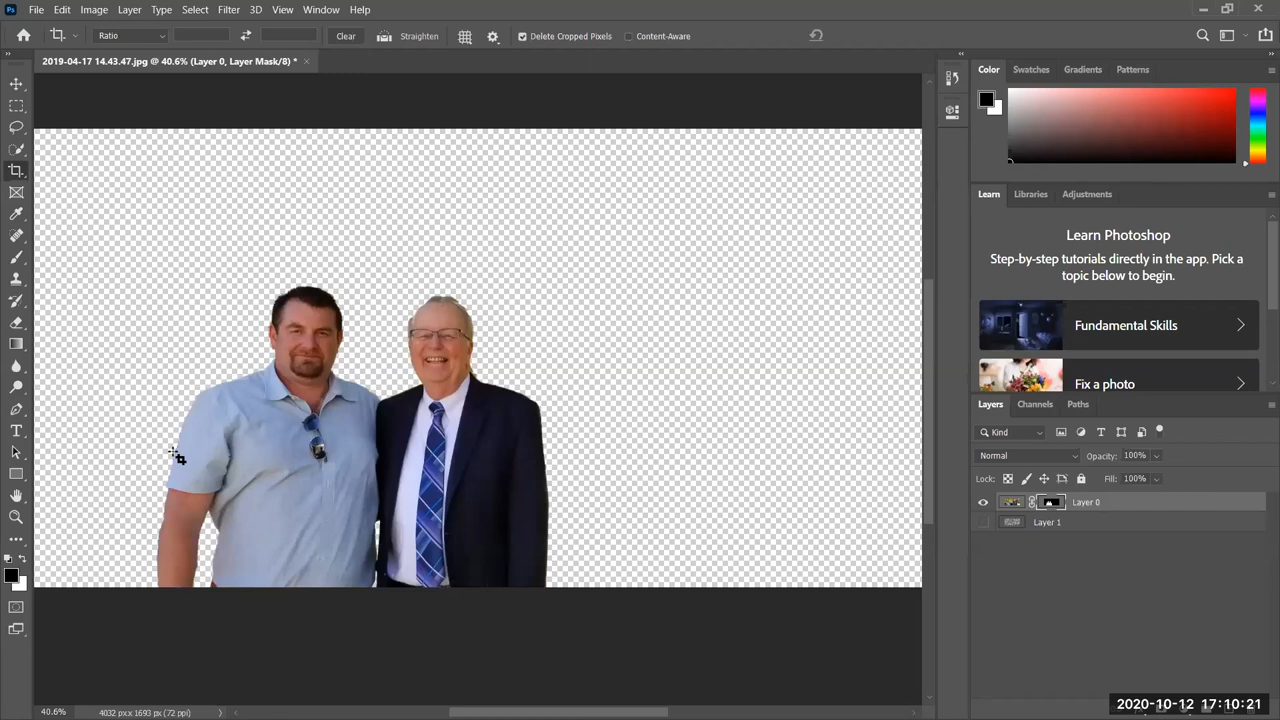 Ps File Edit Image Layer Type Select Filter 3D View Window Help
Ratio Clear Straighten Delete Cropped Pixels Content-Aware
2019-04-17 14.43.47.jpg @ 40.6% (Layer 0, Layer Mask/8) *
Color Swatches Gradients Patterns
Learn Libraries Adjustments
Learn Photoshop
Step-by-step tutorials directly in the app. Pick a
topic below to begin.
Fundamental Skills
Fix a photo
Layers Channels Paths
Kind
Normal Opacity: 100%
Lock: Fill: 100%
Layer 0
Layer 1
40.6% 4032 px x 1693 px (72 ppi)
2020-10-12 17:10:21